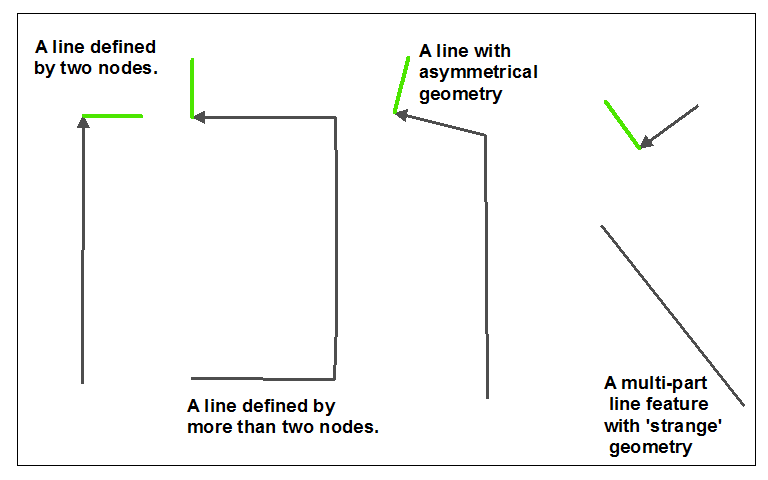 A line defined
by two nodes.
A line with
asymmetrical
geometry
A line defined by
more than two nodes.
A multi-part
line feature
with 'strange'
geometry